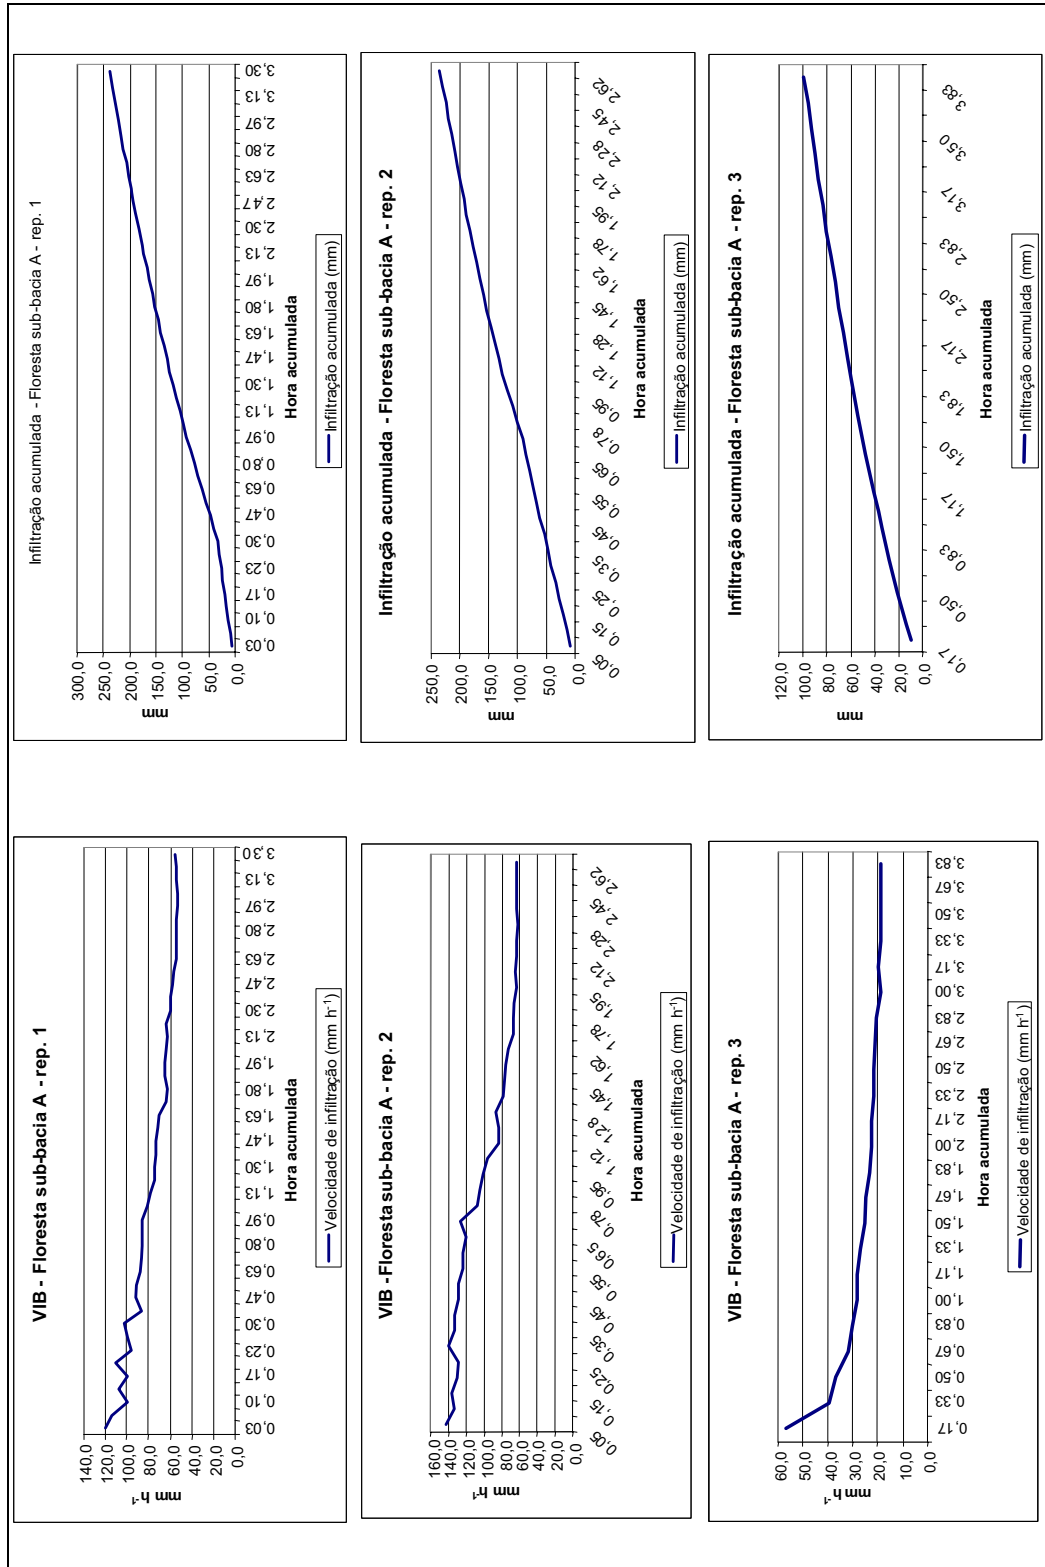 VIB - Floresta sub-bacia A - rep. 1
mm h⁻¹
140,0
120,0
100,0
80,0
60,0
40,0
20,0
0,0
0,03 0,10 0,17 0,23 0,30 0,47 0,63 0,80 0,97 1,13 1,30 1,47 1,63 1,80 1,97 2,13 2,30 2,47 2,63 2,80 2,97 3,13 3,30
Hora acumulada
Velocidade de infiltração (mm h⁻¹)
Infiltração acumulada - Floresta sub-bacia A - rep. 1
mm
300,0
250,0
200,0
150,0
100,0
50,0
0,0
0,03 0,10 0,17 0,23 0,30 0,47 0,63 0,80 0,97 1,13 1,30 1,47 1,63 1,80 1,97 2,13 2,30 2,47 2,63 2,80 2,97 3,13 3,30
Hora acumulada
Infiltração acumulada (mm)
VIB -Floresta sub-bacia A - rep. 2
mm h⁻¹
160,0
140,0
120,0
100,0
80,0
60,0
40,0
20,0
0,0
0,05 0,15 0,25 0,35 0,45 0,55 0,65 0,78 0,95 1,12 1,28 1,45 1,62 1,78 1,95 2,12 2,28 2,45 2,62
Hora acumulada
Velocidade de infiltração (mm h⁻¹)
Infiltração acumulada - Floresta sub-bacia A - rep. 2
mm
250,0
200,0
150,0
100,0
50,0
0,0
0,05 0,15 0,25 0,35 0,45 0,55 0,65 0,78 0,95 1,12 1,28 1,45 1,62 1,78 1,95 2,12 2,28 2,45 2,62
Hora acumulada
Infiltração acumulada (mm)
VIB - Floresta sub-bacia A - rep. 3
mm h⁻¹
60,0
50,0
40,0
30,0
20,0
10,0
0,0
0,17 0,33 0,50 0,67 0,83 1,00 1,17 1,33 1,50 1,67 1,83 2,00 2,17 2,33 2,50 2,67 2,83 3,00 3,17 3,33 3,50 3,67 3,83
Hora acumulada
Velocidade de infiltração (mm h⁻¹)
Infiltração acumulada - Floresta sub-bacia A - rep. 3
mm
120,0
100,0
80,0
60,0
40,0
20,0
0,0
0,17 0,50 0,83 1,17 1,50 1,83 2,17 2,50 2,83 3,17 3,50 3,83
Hora acumulada
Infiltração acumulada (mm)